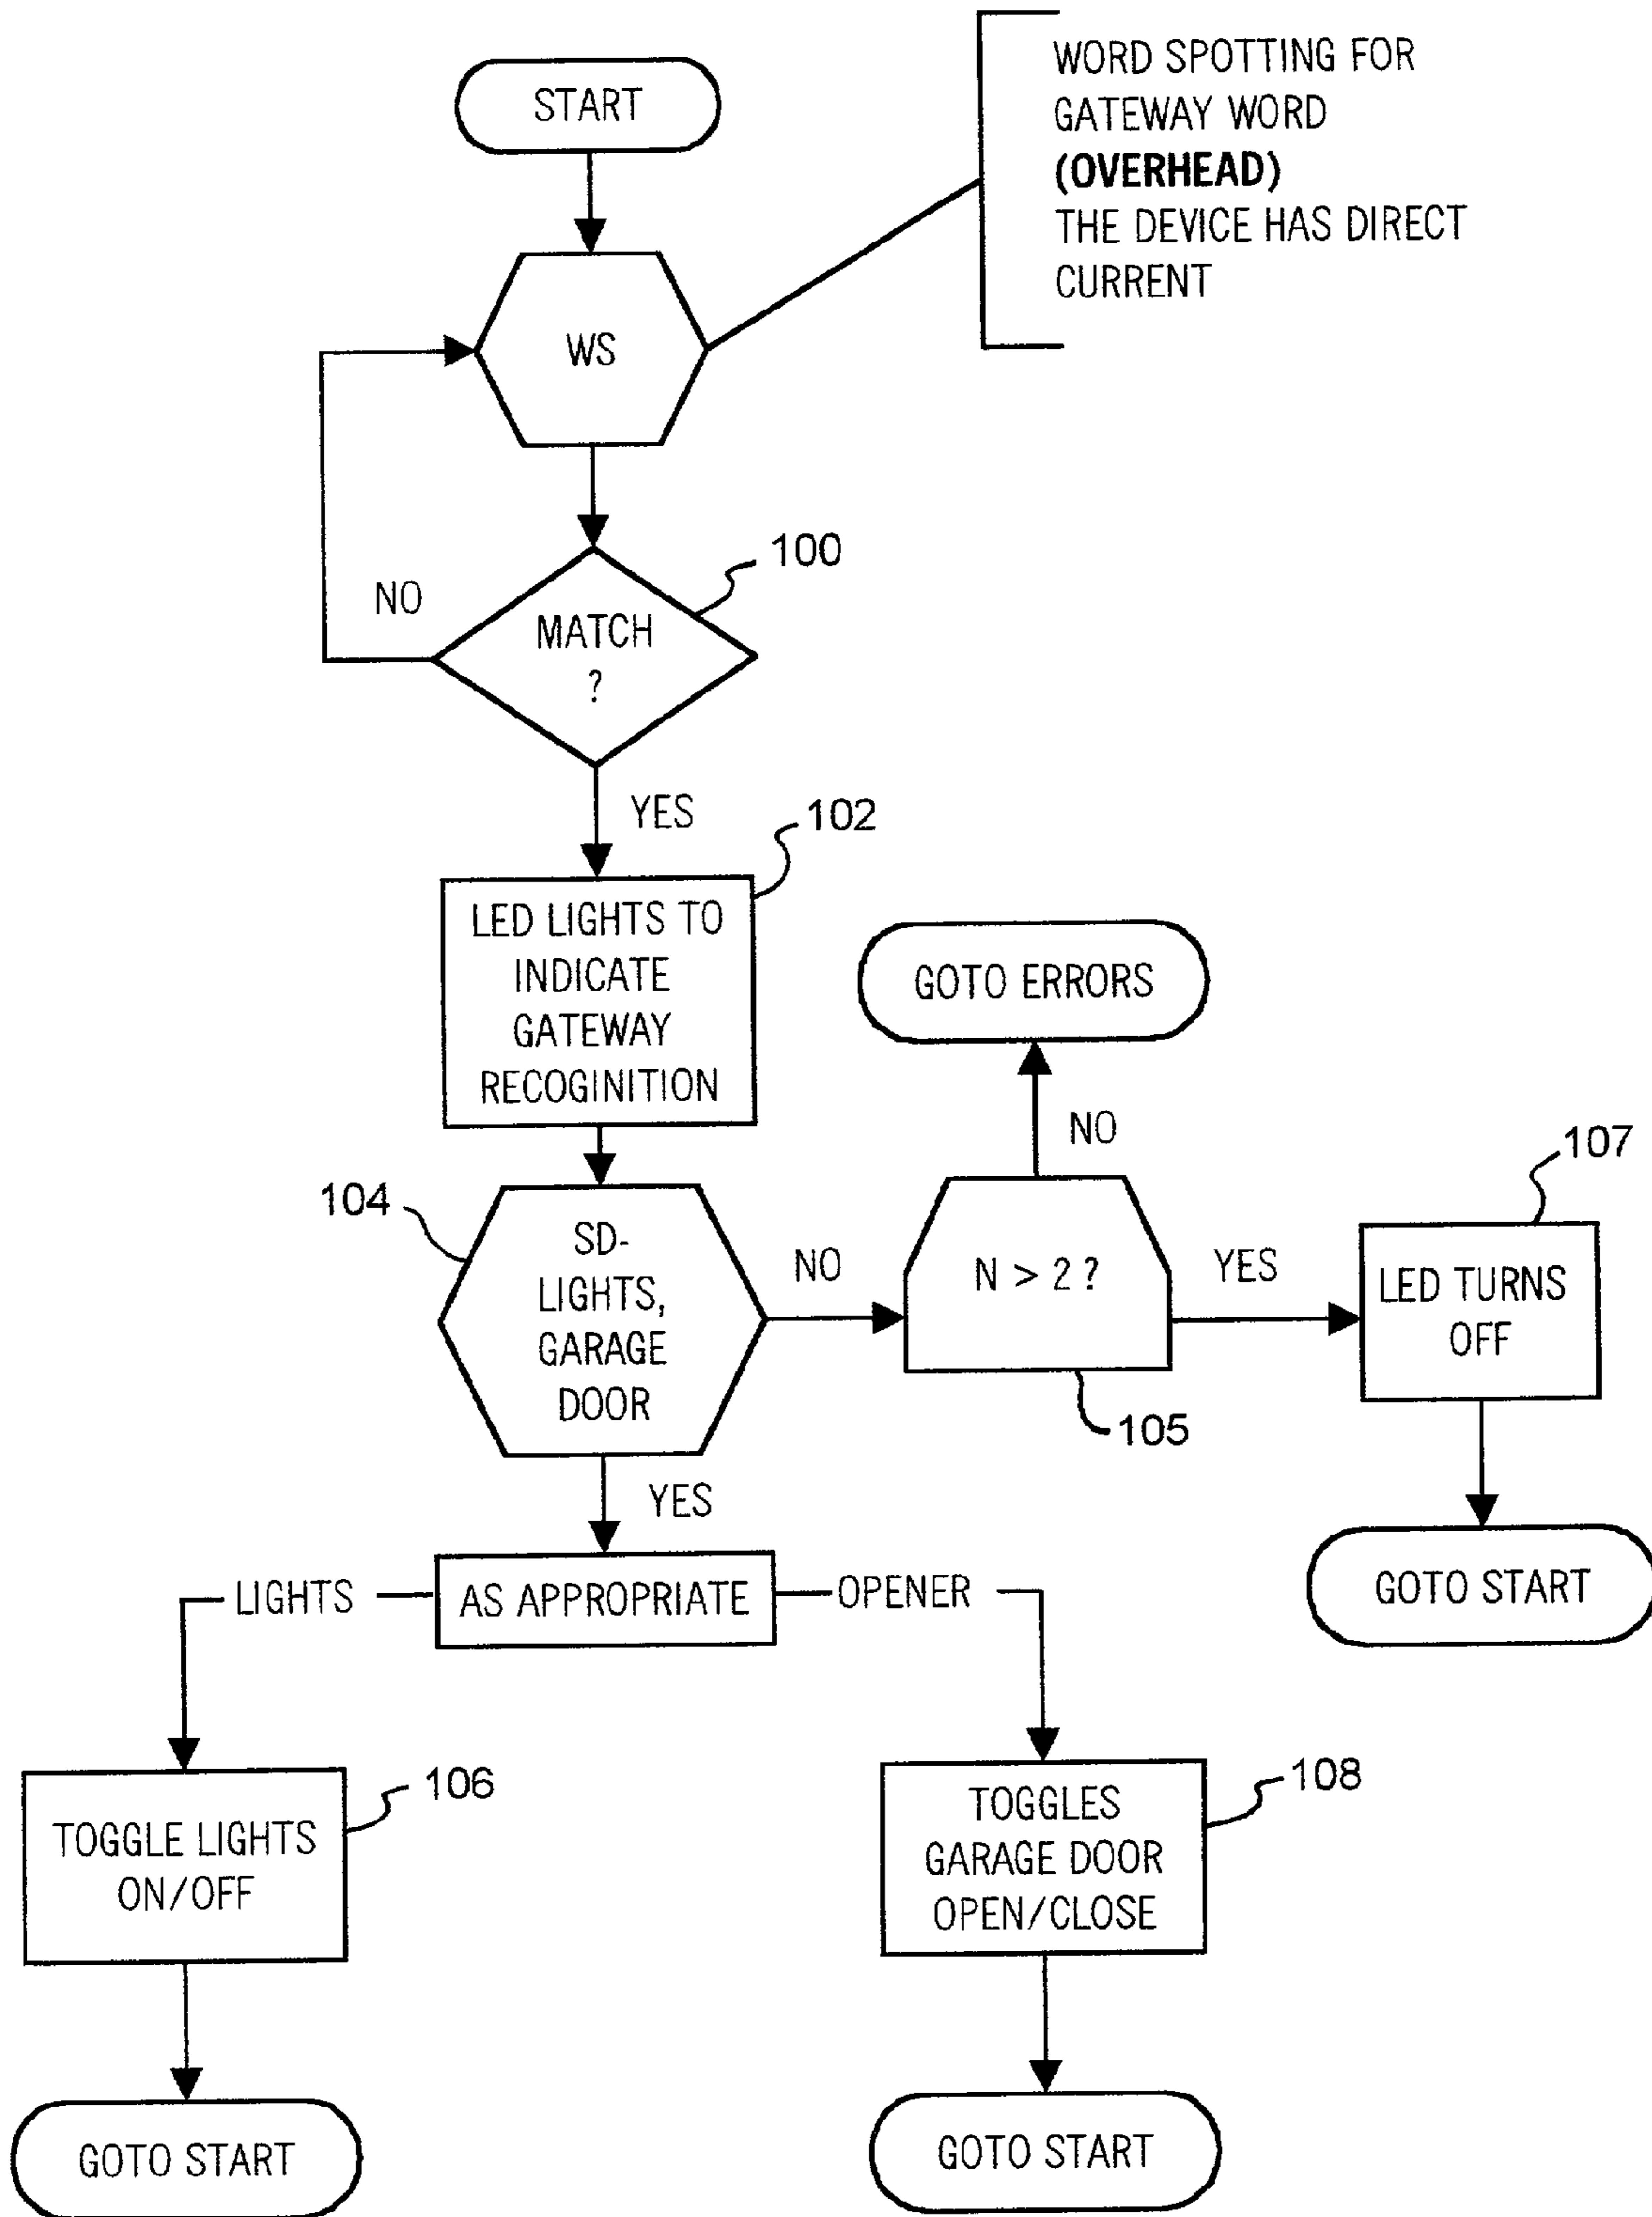 START
WORD SPOTTING FOR
GATEWAY WORD
(OVERHEAD)
THE DEVICE HAS DIRECT
CURRENT
WS
100
NO
MATCH
?
YES
102
LED LIGHTS TO
INDICATE
GATEWAY
RECOGINITION
GOTO ERRORS
NO
107
104
SD-
LIGHTS,
GARAGE
DOOR
NO
N > 2 ?
YES
LED TURNS
OFF
105
YES
LIGHTS
AS APPROPRIATE
OPENER
GOTO START
106
TOGGLE LIGHTS
ON/OFF
108
TOGGLES
GARAGE DOOR
OPEN/CLOSE
GOTO START
GOTO START